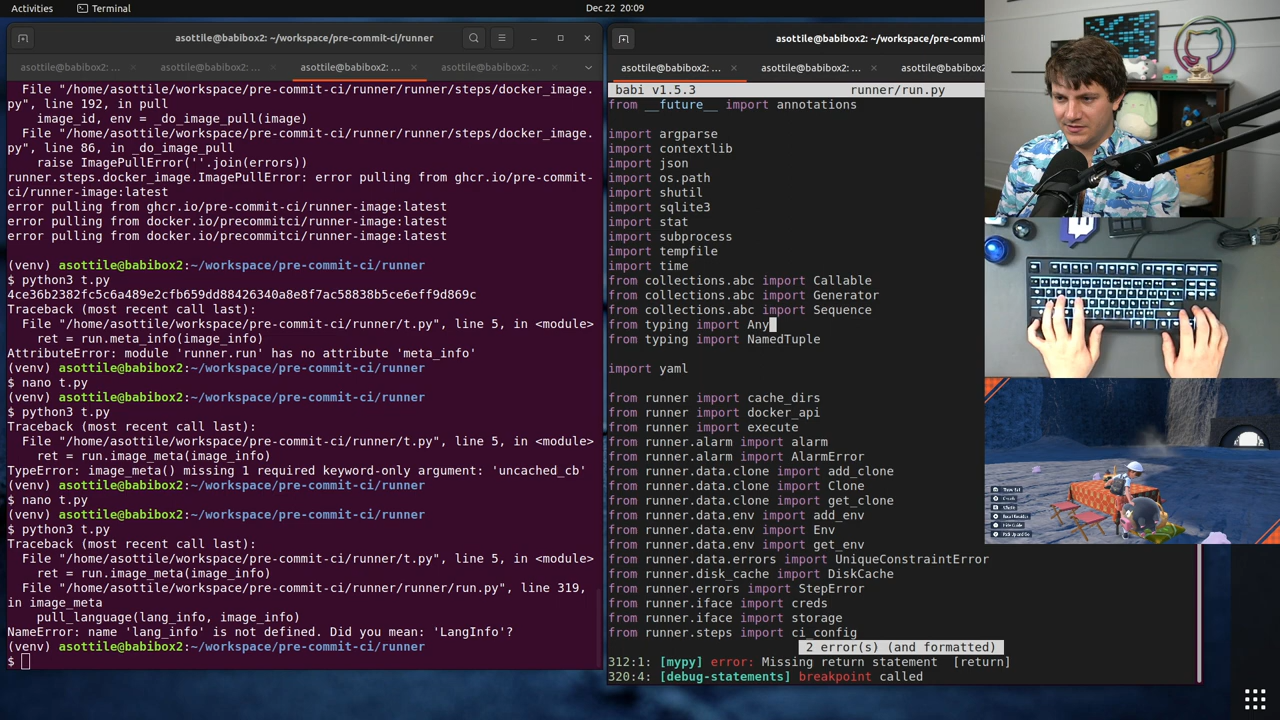 Activities
Terminal
Dec 22 20:09
asottile@babibox2: ~/workspace/pre-commit-ci/runner
asottile@babibox2: ~/workspace/pre-commit
asottile@babibox2: ~/...
asottile@babibox2: ~/...
asottile@babibox2: ~/...
asottile@babibox2: ~/...
asottile@babibox2: ~/...
asottile@babibox2: ~/...
asottile@babibox2
File "/home/asottile/workspace/pre-commit-ci/runner/runner/steps/docker_image.
py", line 192, in pull
image_id, env = _do_image_pull(image)
File "/home/asottile/workspace/pre-commit-ci/runner/runner/steps/docker_image.
py", line 86, in _do_image_pull
raise ImagePullError(''.join(errors))
runner.steps.docker_image.ImagePullError: error pulling from ghcr.io/pre-commit-
ci/runner-image:latest
error pulling from ghcr.io/pre-commit-ci/runner-image:latest
error pulling from docker.io/precommitci/runner-image:latest
error pulling from docker.io/precommitci/runner-image:latest
(venv) asottile@babibox2:~/workspace/pre-commit-ci/runner
$ python3 t.py
Traceback (most recent call last):
File "/home/asottile/workspace/pre-commit-ci/runner/t.py", line 5, in <module>
ret = run.meta_info(image_info)
AttributeError: module 'runner.run' has no attribute 'meta_info'
(venv) asottile@babibox2:~/workspace/pre-commit-ci/runner
$ nano t.py
(venv) asottile@babibox2:~/workspace/pre-commit-ci/runner
$ python3 t.py
Traceback (most recent call last):
File "/home/asottile/workspace/pre-commit-ci/runner/t.py", line 5, in <module>
ret = run.image_meta(image_info)
TypeError: image_meta() missing 1 required keyword-only argument: 'uncached_cb'
(venv) asottile@babibox2:~/workspace/pre-commit-ci/runner
$ nano t.py
(venv) asottile@babibox2:~/workspace/pre-commit-ci/runner
$ python3 t.py
Traceback (most recent call last):
File "/home/asottile/workspace/pre-commit-ci/runner/t.py", line 5, in <module>
ret = run.image_meta(image_info)
File "/home/asottile/workspace/pre-commit-ci/runner/runner/run.py", line 319,
in image_meta
pull_language(lang_info, image_info)
NameError: name 'lang_info' is not defined. Did you mean: 'LangInfo'?
(venv) asottile@babibox2:~/workspace/pre-commit-ci/runner
$
babi v1.5.3 runner/run.py
from __future__ import annotations
import argparse
import contextlib
import json
import os.path
import shutil
import sqlite3
import stat
import subprocess
import tempfile
import time
from collections.abc import Callable
from collections.abc import Generator
from collections.abc import Sequence
from typing import Any
from typing import NamedTuple
import yaml
from runner import cache_dirs
from runner import docker_api
from runner import execute
from runner.alarm import alarm
from runner.alarm import AlarmError
from runner.data.clone import add_clone
from runner.data.clone import Clone
from runner.data.clone import get_clone
from runner.data.env import add_env
from runner.data.env import Env
from runner.data.env import get_env
from runner.data.errors import UniqueConstraintError
from runner.disk_cache import DiskCache
from runner.errors import StepError
from runner.iface import creds
from runner.iface import storage
from runner.steps import ci_config
2 error(s) (and formatted)
312:1: [mypy] error: Missing return statement [return]
320:4: [debug-statements] breakpoint called